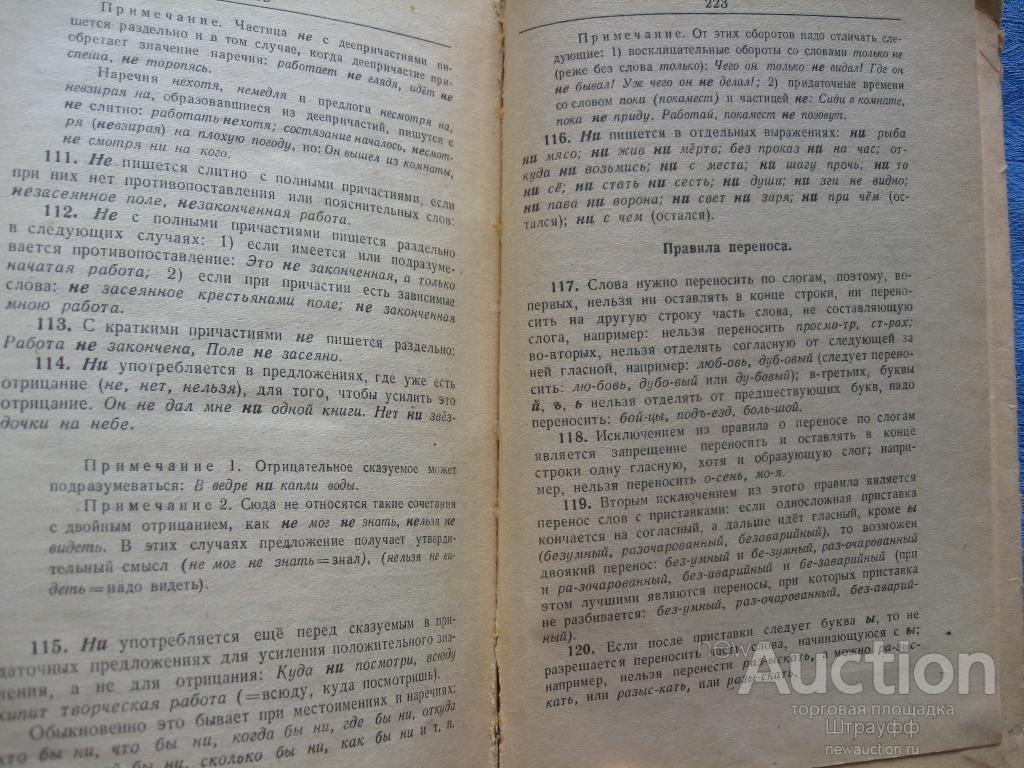 Примечание. Частица не с деепричастиями пи-
шется раздельно и в том случае, когда деепричастие при-
обретает значение наречия: работает не глядя, идёт не
спеша, не торопясь.
Наречия нехотя, немедля и предлоги несмотря на,
невзирая на, образовавшиеся из деепричастий, пишутся с
не слитно: работать нехотя; состязание началось, несмот-
ря (невзирая) на плохую погоду, но: Он вышел из комнаты,
не смотря ни на кого.
111. Не пишется слитно с полными причастиями, если
при них нет противопоставления или пояснительных слов:
незасеянное поле, незаконченная работа.
112. Не с полными причастиями пишется раздельно
в следующих случаях: 1) если имеется или подразуме-
вается противопоставление: Это не законченная, а только
начатая работа; 2) если при причастии есть зависимые
слова: не засеянное крестьянами поле; не законченная
мною работа.
113. С краткими причастиями не пишется раздельно:
Работа не закончена, Поле не засеяно.
114. Ни употребляется в предложениях, где уже есть
отрицание (не, нет, нельзя), для того, чтобы усилить это
отрицание. Он не дал мне ни одной книги. Нет ни звёз-
дочки на небе.
Примечание 1. Отрицательное сказуемое может
подразумеваться: В ведре ни капли воды.
Примечание 2. Сюда не относятся такие сочетания
с двойным отрицанием, как не мог не знать, нельзя не
видеть. В этих случаях предложение получает утверди-
тельный смысл (не мог не знать=знал), (нельзя не ви-
деть=надо видеть).
115. Ни употребляется ещё перед сказуемым в при-
даточных предложениях для усиления положительного зна-
чения, а не для отрицания: Куда ни посмотри, всюду
кипит творческая работа (=всюду, куда посмотришь).
Обыкновенно это бывает при местоимениях и наречиях:
кто бы ни, что бы ни, когда бы ни, где бы ни, откуда
бы ни, сколько бы ни, как бы ни и т. п.
223
Примечание. От этих оборотов надо отличать сле-
дующие: 1) восклицательные обороты со словами только не
(реже без слова только): Чего он только не видал! Где он
не бывал! Уж чего он не делал!; 2) придаточные времени
со словом пока (покамест) и частицей не: Сиди в комнате,
пока не приду. Работай, покамест не позовут.
116. Ни пишется в отдельных выражениях: ни рыба
ни мясо; ни жив ни мёртв; без проказ ни на час; от-
куда ни возьмись; ни с места; ни шагу прочь; ни то
ни сё; ни стать ни сесть; ни души; ни зги не видно;
ни пава ни ворона; ни свет ни заря; ни при чём (ос-
тался); ни с чем (остался).
Правила переноса.
117. Слова нужно переносить по слогам, поэтому, во-
первых, нельзя ни оставлять в конце строки, ни перено-
сить на другую строку часть слова, не составляющую
слога, например: нельзя переносить просмо-тр, ст-рах;
во-вторых, нельзя отделять согласную от следующей за
ней гласной, например: люб-овь, дуб-овый (следует перено-
сить: лю-бовь, дубо-вый или ду-бовый); в-третьих, буквы
й, ъ, ь нельзя отделять от предшествующих букв, надо
переносить: бой-цы, подъ-езд, боль-шой.
118. Исключением из правила о переносе по слогам
является запрещение переносить и оставлять в конце
строки одну гласную, хотя и образующую слог; напри-
мер, нельзя переносить о-сень, мо-я.
119. Вторым исключением из этого правила является
перенос слов с приставками: если односложная приставка
кончается на согласный, а дальше идёт гласный, кроме ы
(безумный, разочарованный, безаварийный), то возможен
двоякий перенос: без-умный и бе-зумный, раз-очарованный
и ра-зочарованный, без-аварийный и бе-заварийный (при
этом лучшими являются переносы, при которых приставка
не разбивается: без-умный, раз-очарованный, без-аварий-
ный).
120. Если после приставки следует буква ы, то не
разрешается переносить часть слова, начинающуюся с ы;
например, нельзя перенести раз-ыскать, а можно ра-зыс-
кать, или разыс-кать, или разы-скать.
newAuction
торговая площадка
Штрауфф
newauction.ru